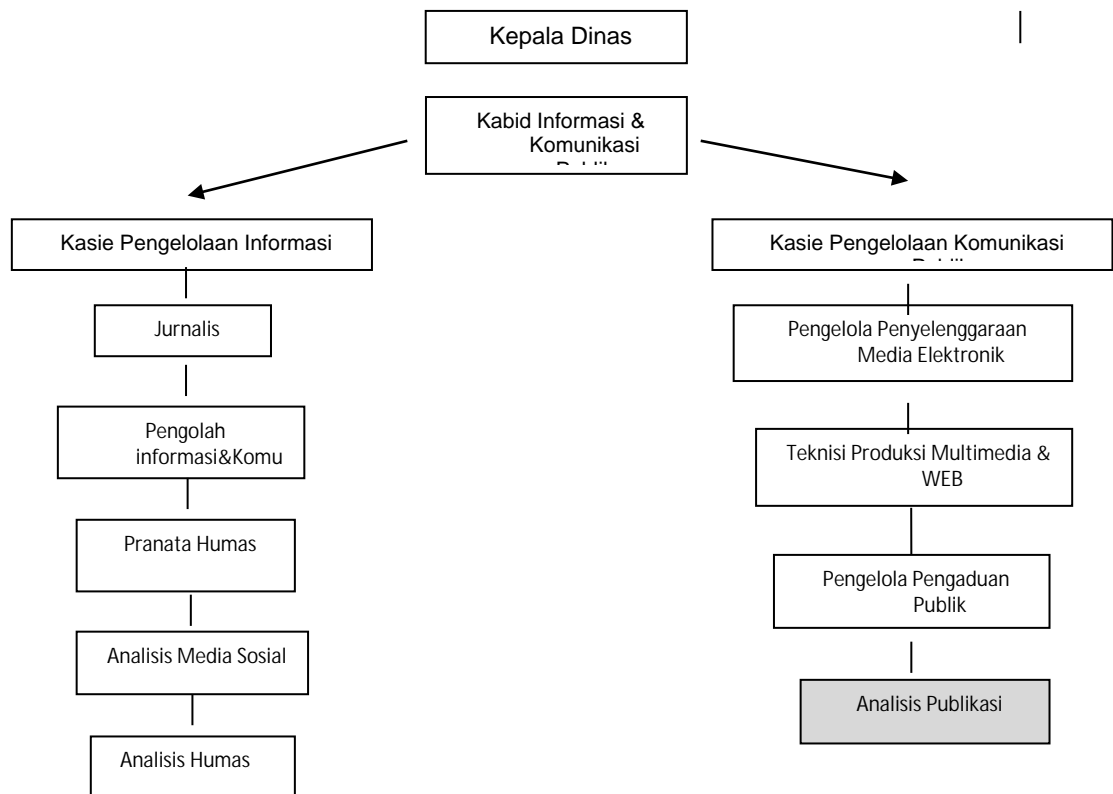 Kepala Dinas
Kabid Informasi &
Komunikasi
Kasie Pengelolaan Informasi
Kasie Pengelolaan Komunikasi
Jurnalis
Pengelola Penyelenggaraan
Media Elektronik
Pengolah
informasi&Komu
Teknisi Produksi Multimedia &
WEB
Pranata Humas
Pengelola Pengaduan
Publik
Analisis Media Sosial
Analisis Publikasi
Analisis Humas